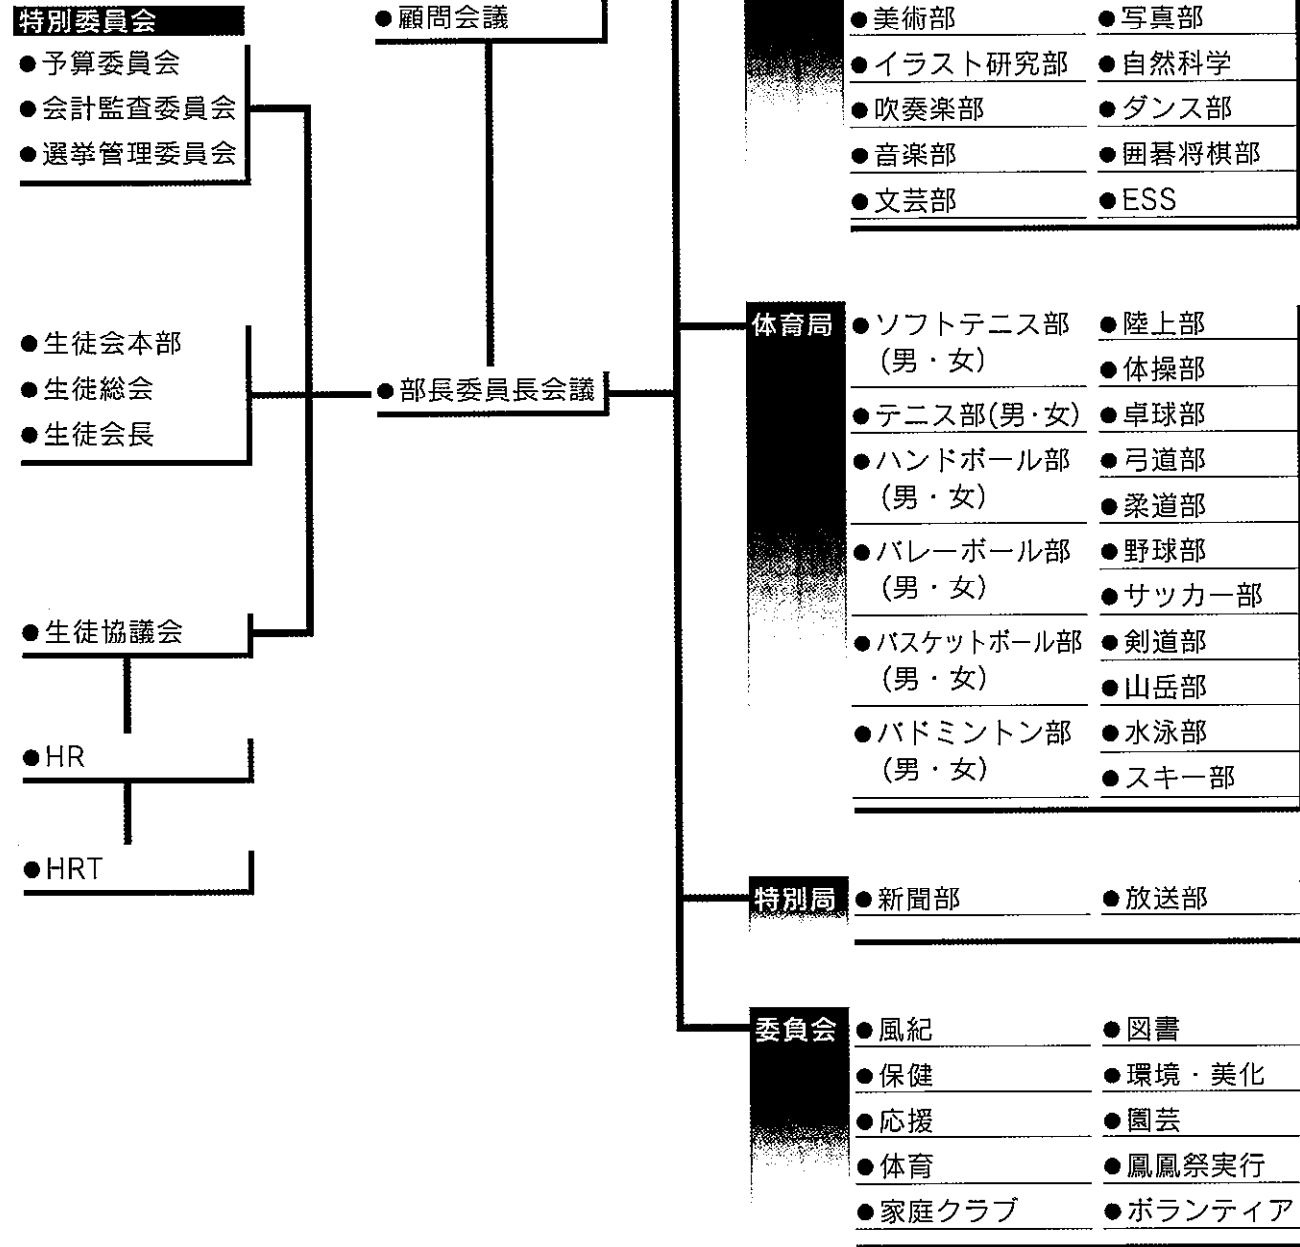 特別委員会
●予算委員会
●会計監査委員会
●選挙管理委員会
●生徒会本部
●生徒総会
●生徒会長
●生徒協議会
●HR
●HRT
●顧問会議
●部長委員長会議
●美術部
●イラスト研究部
●吹奏楽部
●音楽部
●文芸部
●写真部
●自然科学
●ダンス部
●囲碁将棋部
●ESS
体育局
●ソフトテニス部
(男・女)
●テニス部(男・女)
●ハンドボール部
(男・女)
●バレーボール部
(男・女)
●バスケットボール部
(男・女)
●バドミントン部
(男・女)
●陸上部
●体操部
●卓球部
●弓道部
●柔道部
●野球部
●サッカー部
●剣道部
●山岳部
●水泳部
●スキー部
特別局
●新聞部
●放送部
委負会
●風紀
●保健
●応援
●体育
●家庭クラブ
●図書
●環境・美化
●園芸
●鳳凰祭実行
●ボランティア